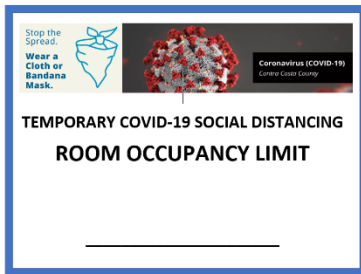 Stop the
Spread.
Wear a
Cloth or
Bandana
Mask.
Coronavirus (COVID-19)
Contra Costa County
TEMPORARY COVID-19 SOCIAL DISTANCING
ROOM OCCUPANCY LIMIT